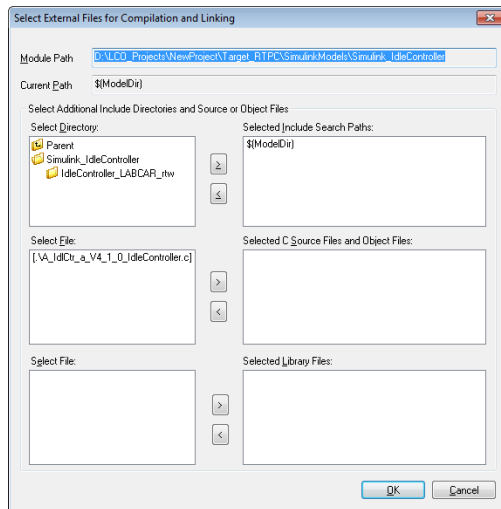 Select External Files for Compilation and Linking
Module Path D:\LCO_Projects\NewProject\Target_RTPC\SimulinkModels\Simulink_IdleController
Current Path $(ModelDir)
Select Additional Include Directories and Source or Object Files
Select Directory: Selected Include Search Paths:
Parent $(ModelDir)
Simulink_IdleController
IdleController_LABCAR_rtw
≥
≤
Select File: Selected C Source Files and Object Files:
[.\A_IdlCtr_a_V4_1_0_IdleController.c]
>
<
Select File: Selected Library Files:
>
<
OK Cancel